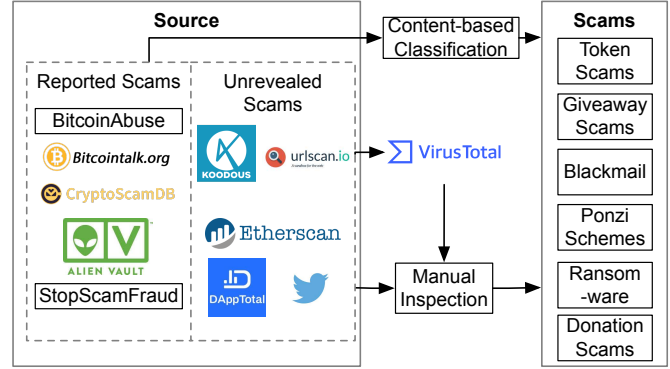 Source
Reported Scams
BitcoinAbuse
Bitcointalk.org
CryptoScamDB
ALIEN VAULT
StopScamFraud
Unrevealed
Scams
KOODOUS
urlscan.io
Etherscan
DAppTotal
Content-based
Classification
VirusTotal
Manual
Inspection
Scams
Token
Scams
Giveaway
Scams
Blackmail
Ponzi
Schemes
Ransom
-ware
Donation
Scams